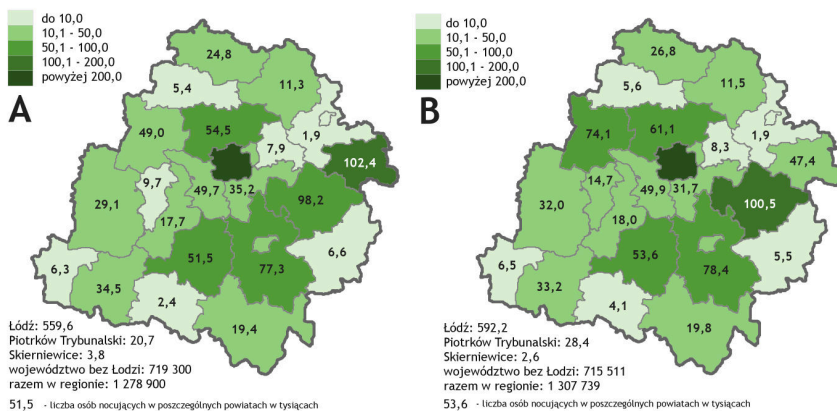 do 10,0
10,1 - 50,0
50,1 - 100,0
100,1 - 200,0
powyżej 200,0
A
24,8
11,3
5,4
49,0
54,5
7,9
1,9
102,4
9,7
29,1
49,7
35,2
98,2
17,7
51,5
77,3
6,6
6,3
34,5
2,4
19,4
Łódź: 559,6
Piotrków Trybunalski: 20,7
Skierniewice: 3,8
województwo bez Łodzi: 719 300
razem w regionie: 1 278 900
51,5 - liczba osób nocujących w poszczególnych powiatach w tysiącach
do 10,0
10,1 - 50,0
50,1 - 100,0
100,1 - 200,0
powyżej 200,0
B
26,8
11,5
5,6
74,1
61,1
8,3
1,9
47,4
14,7
32,0
49,9
31,7
100,5
18,0
53,6
78,4
5,5
6,5
33,2
4,1
19,8
Łódź: 592,2
Piotrków Trybunalski: 28,4
Skierniewice: 2,6
województwo bez Łodzi: 715 511
razem w regionie: 1 307 739
53,6 - liczba osób nocujących w poszczególnych powiatach w tysiącach